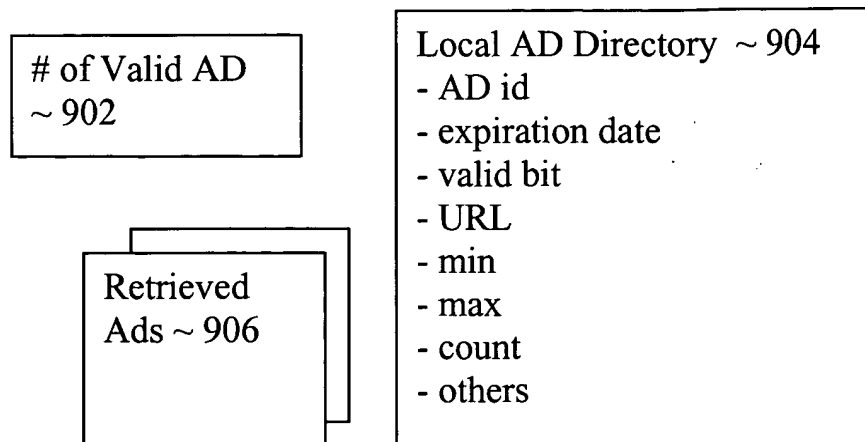 # of Valid AD
~ 902
Local AD Directory ~ 904
- AD id
- expiration date
- valid bit
- URL
- min
- max
- count
- others
Retrieved
Ads ~ 906